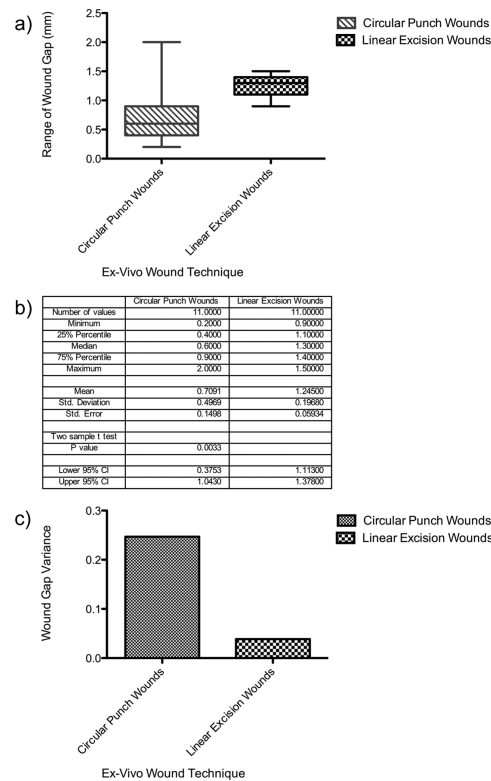 a)
Range of Wound Gap (mm)
2.5
2.0
1.5
1.0
0.5
0.0
Circular Punch Wounds
Linear Excision Wounds
Ex-Vivo Wound Technique
Circular Punch Wounds
Linear Excision Wounds
b)
Circular Punch Wounds Linear Excision Wounds
Number of values 11.0000 11.00000
Minimum 0.2000 0.90000
25% Percentile 0.4000 1.10000
Median 0.6000 1.30000
75% Percentile 0.9000 1.40000
Maximum 2.0000 1.50000
Mean 0.7091 1.24500
Std. Deviation 0.4969 0.19680
Std. Error 0.1498 0.05934
Two sample t test
P value 0.0033
Lower 95% CI 0.3753 1.11300
Upper 95% CI 1.0430 1.37800
c)
Wound Gap Variance
0.3
0.2
0.1
0.0
Circular Punch Wounds
Linear Excision Wounds
Ex-Vivo Wound Technique
Circular Punch Wounds
Linear Excision Wounds